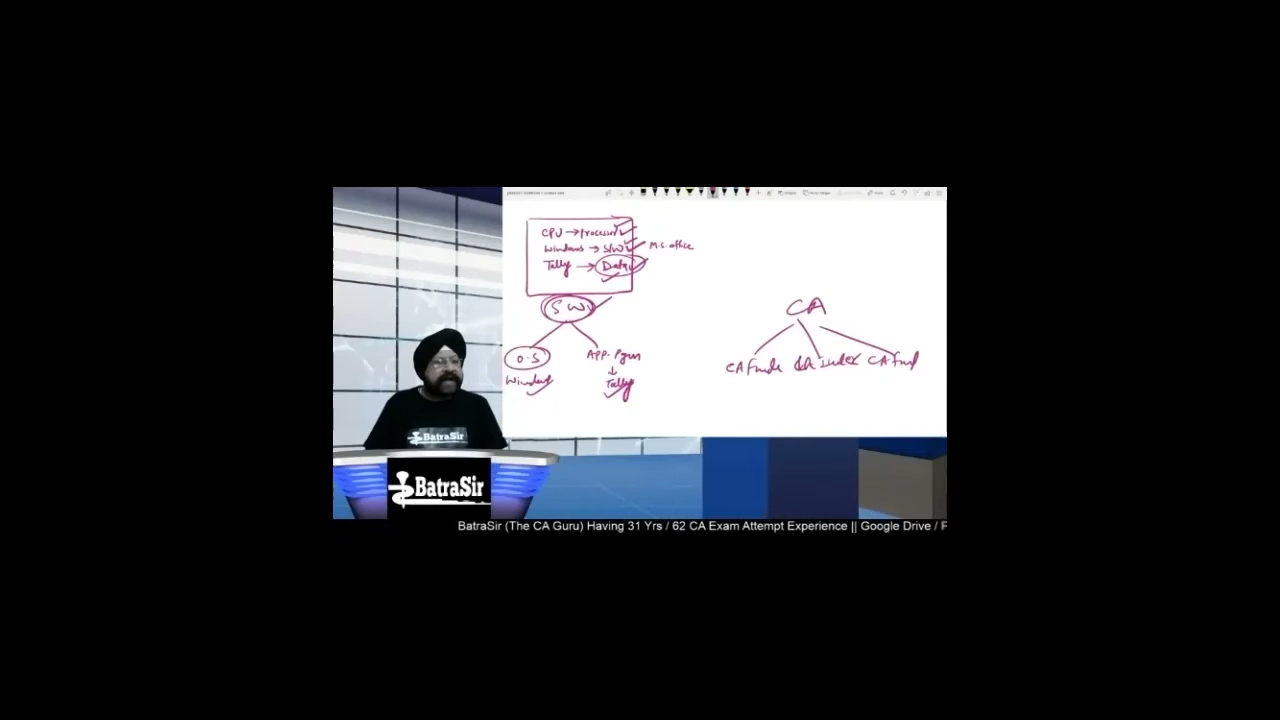 CPU → Processor
Windows → S/W M.S. office
Tally → Data
S/W
O.S APP. Pgm
↓
Windows Tally
CA
CA Funda CA inter CA Final
BatraSir
BatraSir
BatraSir (The CA Guru) Having 31 Yrs / 62 CA Exam Attempt Experience || Google Drive /